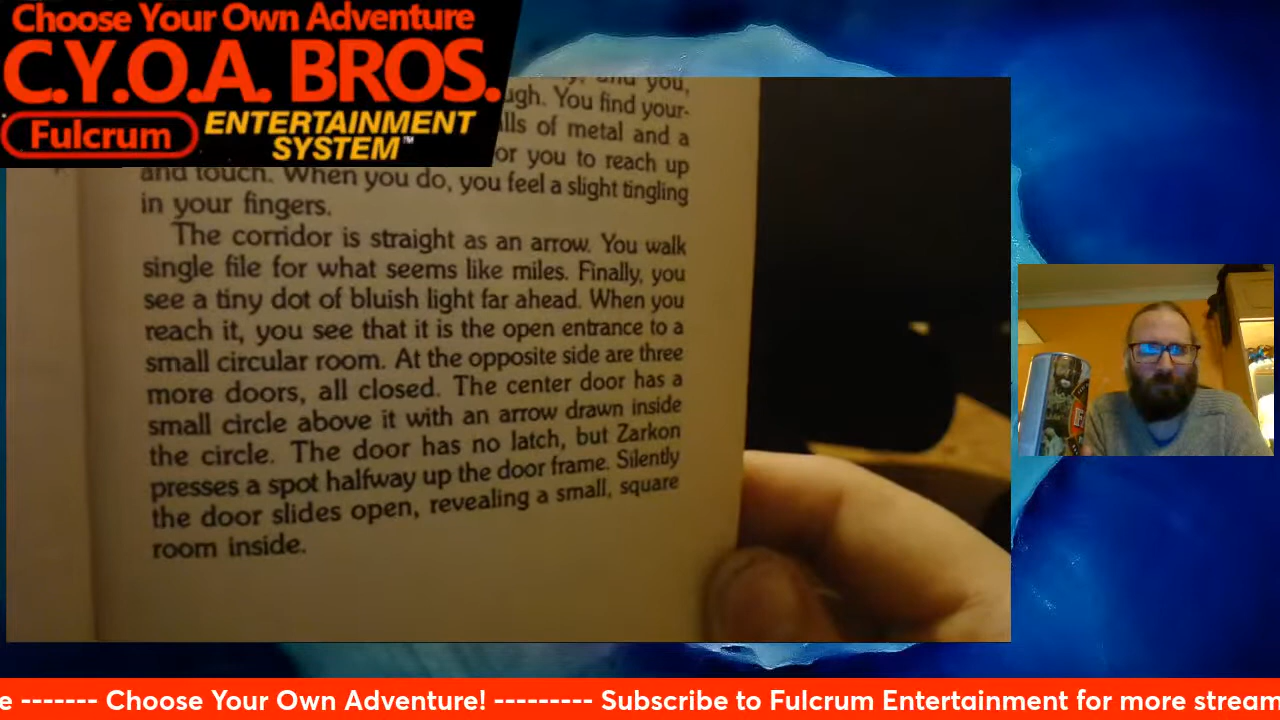 Choose Your Own Adventure
C.Y.O.A. BROS.
Fulcrum
ENTERTAINMENT
SYSTEM™
and you,
ugh. You find your-
lls of metal and a
or you to reach up
and touch. When you do, you feel a slight tingling
in your fingers.
The corridor is straight as an arrow. You walk
single file for what seems like miles. Finally, you
see a tiny dot of bluish light far ahead. When you
reach it, you see that it is the open entrance to a
small circular room. At the opposite side are three
more doors, all closed. The center door has a
small circle above it with an arrow drawn inside
the circle. The door has no latch, but Zarkon
presses a spot halfway up the door frame. Silently
the door slides open, revealing a small, square
room inside.
e ------- Choose Your Own Adventure! --------- Subscribe to Fulcrum Entertainment for more stream